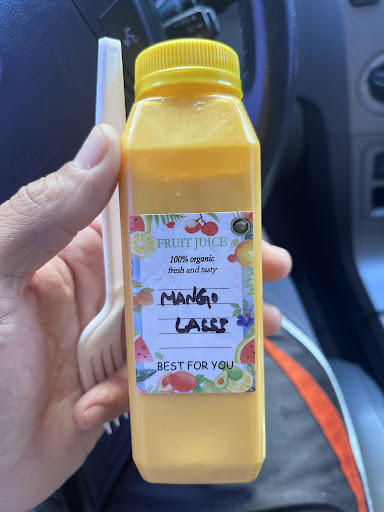 FRUIT JUICE
100% organic
fresh and tasty
MANGO
LASSI
BEST FOR YOU